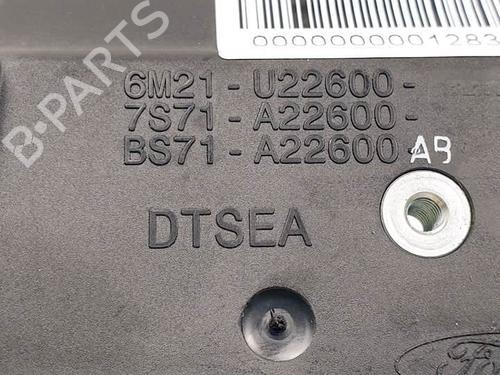 0000000001283
6M21-U22600-
7S71-A22600-
BS71-A22600 AB
DTSEA
B-PARTS